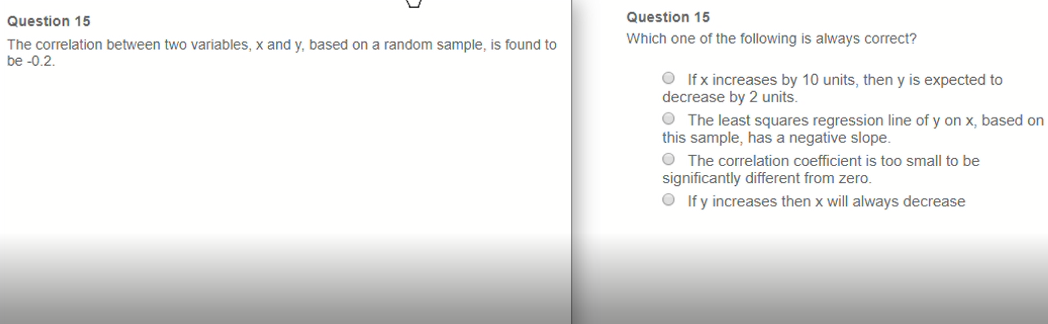 Question 15
The correlation between two variables, x and y, based on a random sample, is found to
be -0.2.
Question 15
Which one of the following is always correct?
If x increases by 10 units, then y is expected to
decrease by 2 units.
The least squares regression line of y on x, based on
this sample, has a negative slope.
The correlation coefficient is too small to be
significantly different from zero.
If y increases then x will always decrease